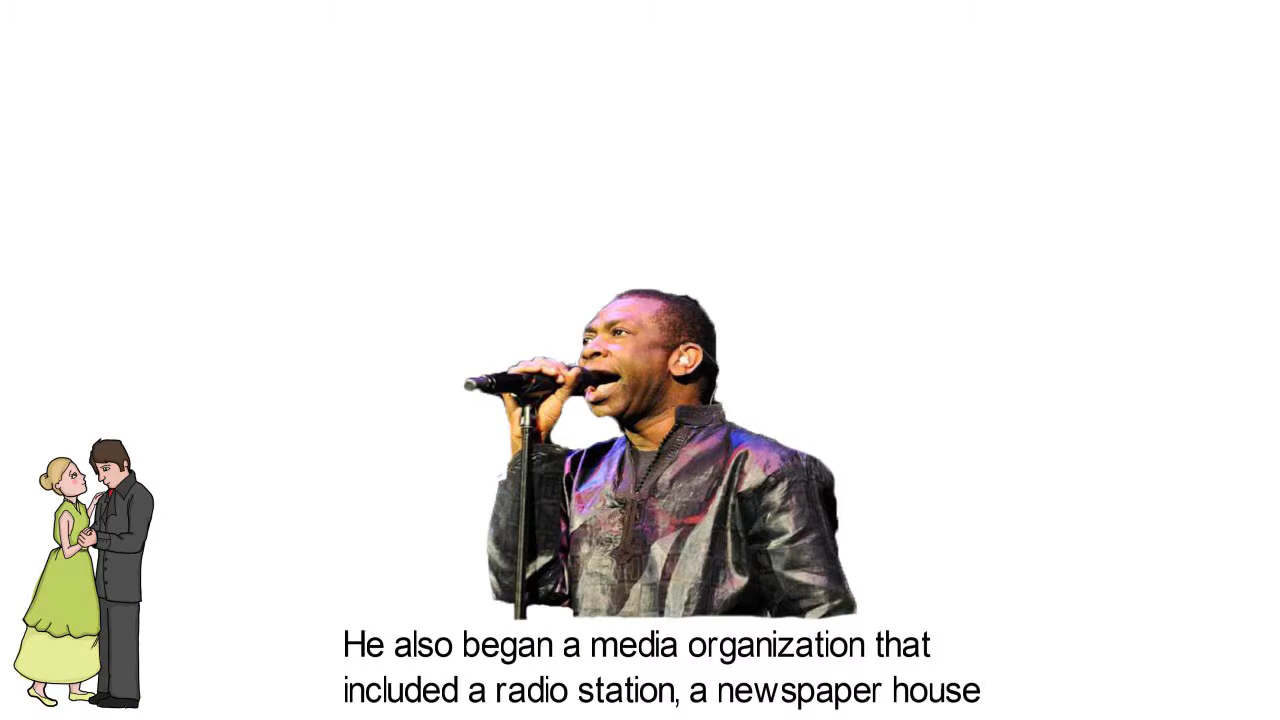 He also began a media organization that
included a radio station, a newspaper house